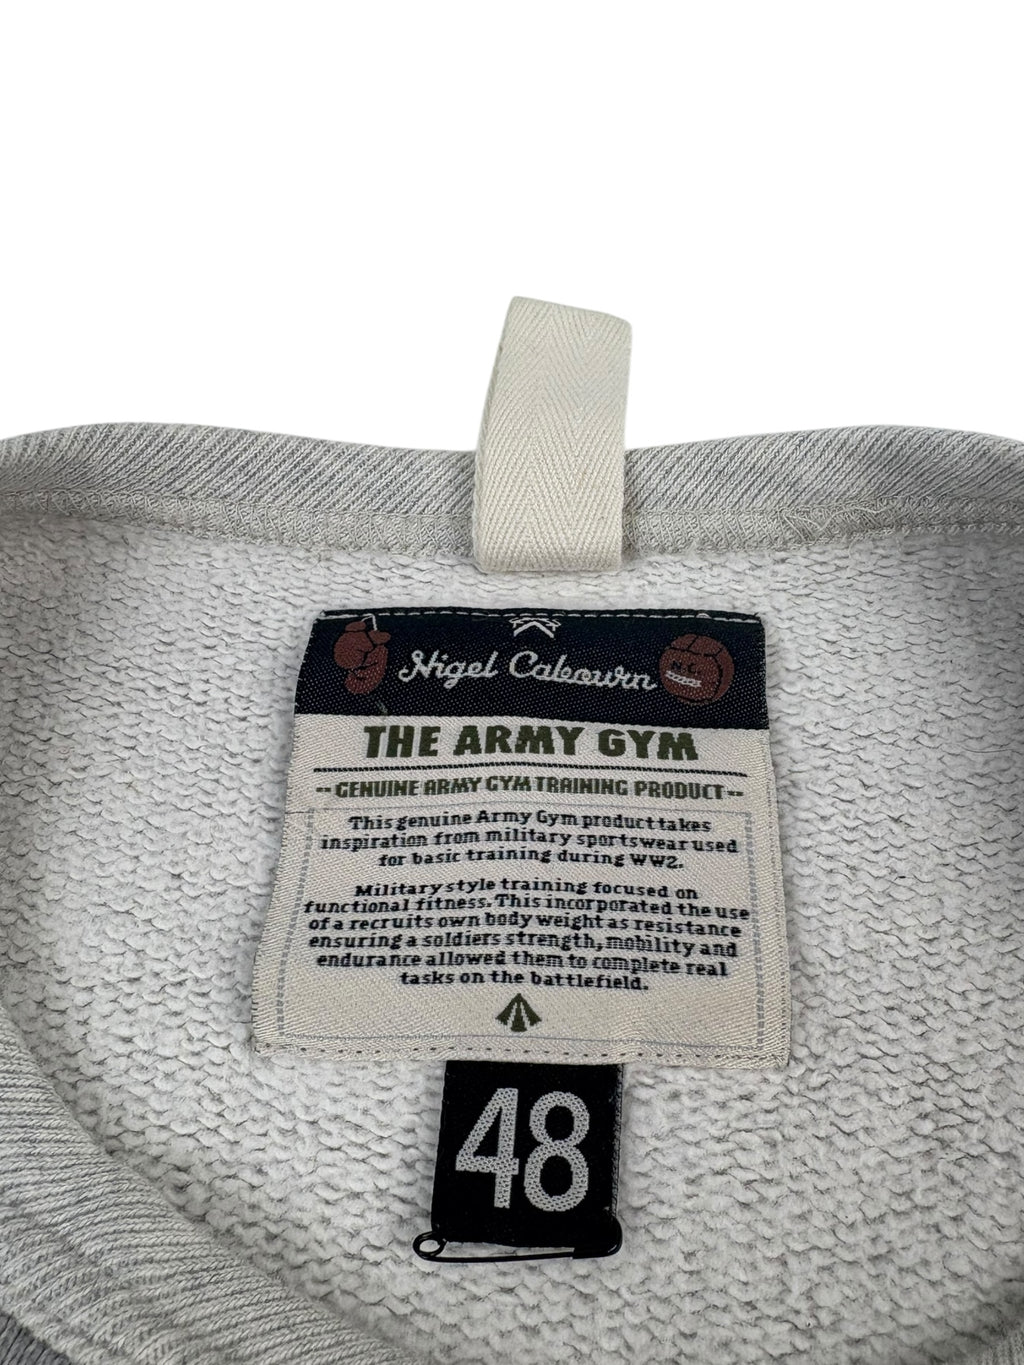 Nigel Cabourn
N.C.
THE ARMY GYM
-- GENUINE ARMY GYM TRAINING PRODUCT --
This genuine Army Gym product takes
inspiration from military sportswear used
for basic training during WW2.
Military style training focused on
functional fitness. This incorporated the use
of a recruits own body weight as resistance
ensuring a soldiers strength, mobility and
endurance allowed them to complete real
tasks on the battlefield.
48